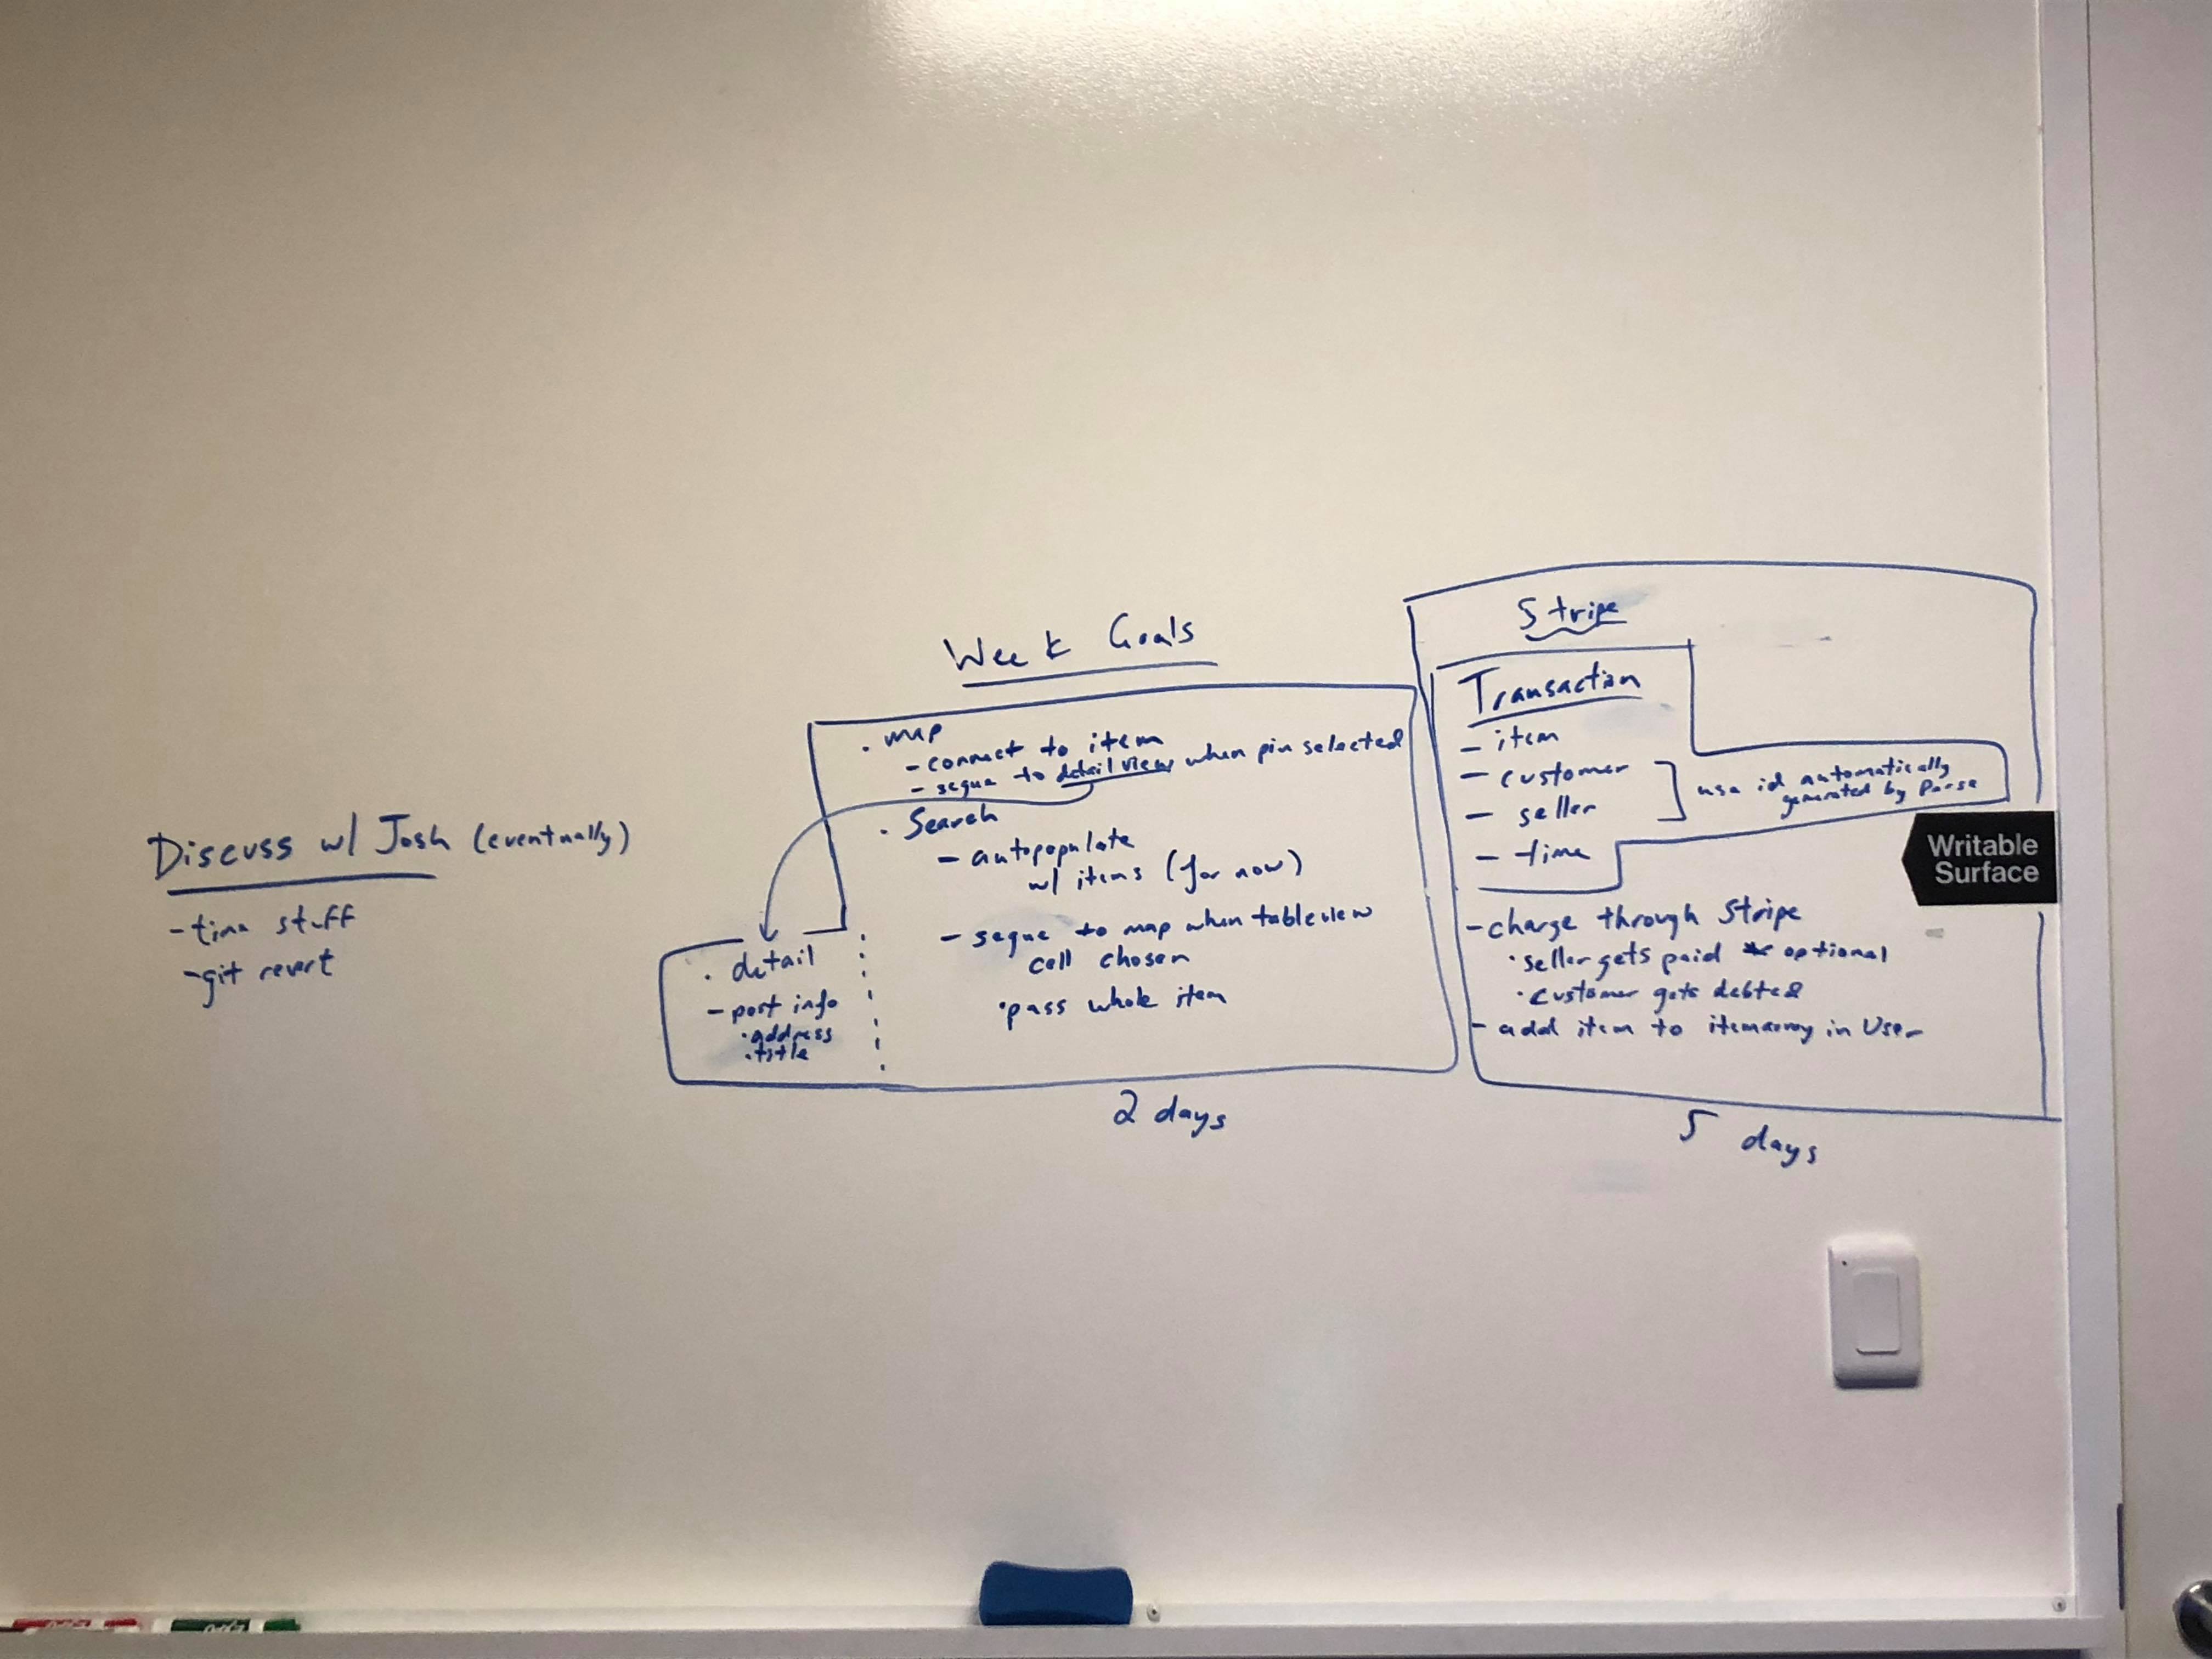 Discuss w/ Josh (eventually)
- time stuff
- git revert
Week Goals
· map
- connect to item
- segue to detail view when pin selected
· Search
- autopopulate
w/ items (for now)
- segue to map when tableview
cell chosen
· pass whole item
· detail
- post info
· address
· title
2 days
Stripe
Transaction
- item
- customer
- seller
- time
use id automatically
generated by Parse
- charge through Stripe
· seller gets paid * optional
· customer gets debted
- add item to itemarray in User
5 days
Writable
Surface